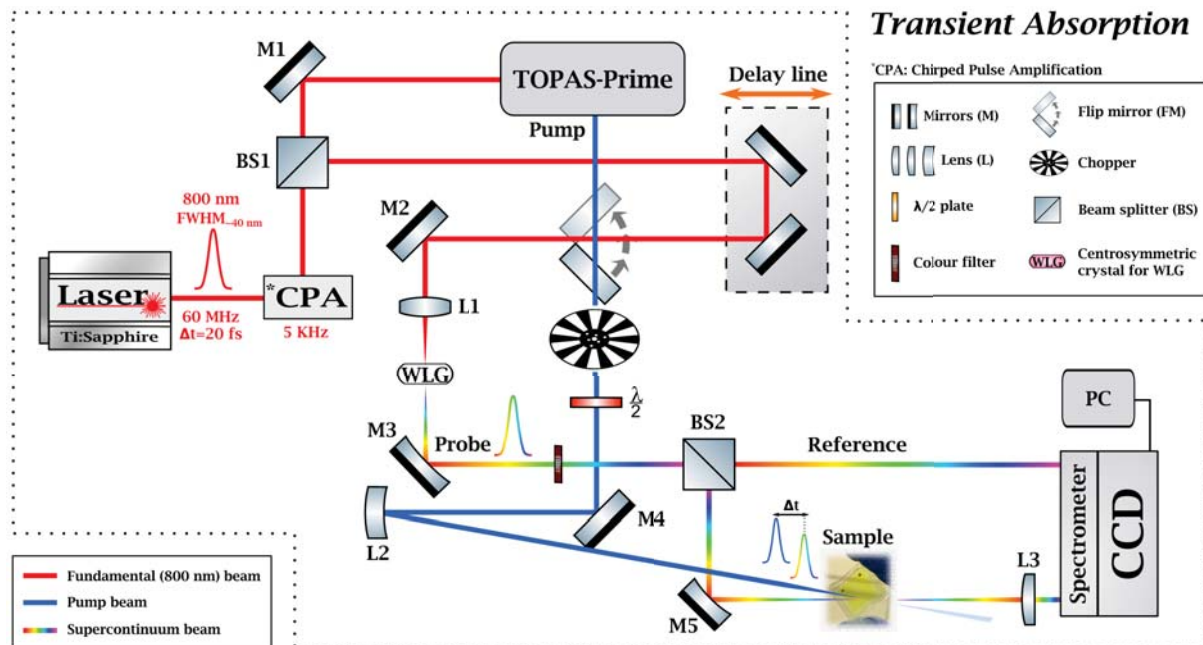 Transient Absorption
*CPA: Chirped Pulse Amplification
Mirrors (M)
Flip mirror (FM)
Lens (L)
Chopper
λ/2 plate
Beam splitter (BS)
Colour filter
WLG
Centrosymmetric
crystal for WLG
M1
TOPAS-Prime
Pump
Delay line
BS1
M2
800 nm
FWHM~40 nm
Laser
Ti:Sapphire
60 MHz
Δt=20 fs
*CPA
5 KHz
L1
WLG
λ
2
M3
Probe
BS2
Reference
PC
Spectrometer
CCD
L2
M4
Δt
Sample
L3
M5
Fundamental (800 nm) beam
Pump beam
Supercontinuum beam